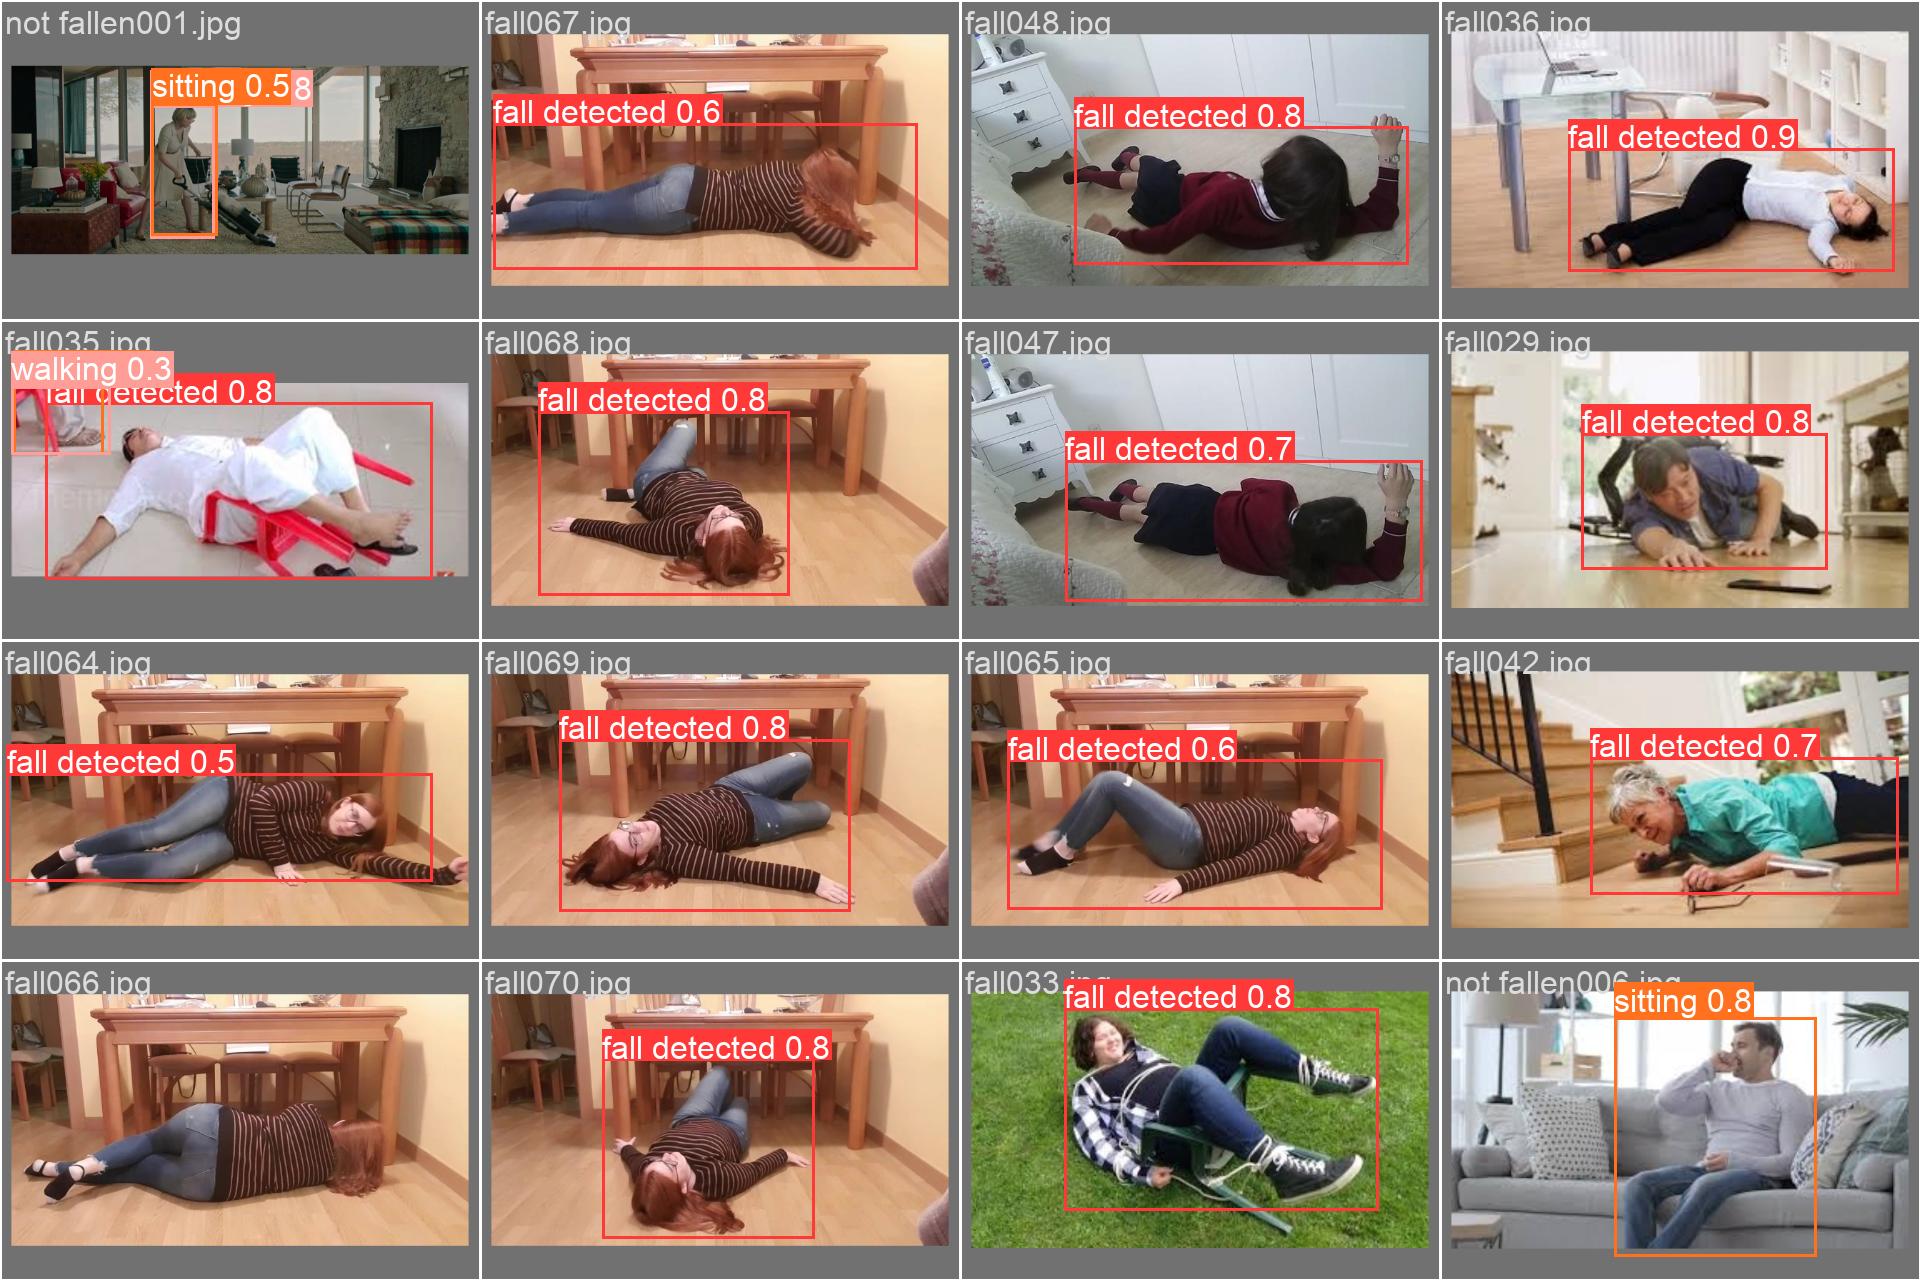 not fallen001.jpg
sitting 0.5
8
fall067.jpg
fall detected 0.6
fall048.jpg
fall detected 0.8
fall036.jpg
fall detected 0.9
fall035.jpg
walking 0.3
fall detected 0.8
fall068.jpg
fall detected 0.8
fall047.jpg
fall detected 0.7
fall029.jpg
fall detected 0.8
fall064.jpg
fall detected 0.5
fall069.jpg
fall detected 0.8
fall065.jpg
fall detected 0.6
fall042.jpg
fall detected 0.7
fall066.jpg
fall070.jpg
fall detected 0.8
fall033.jpg
fall detected 0.8
not fallen006.jpg
sitting 0.8